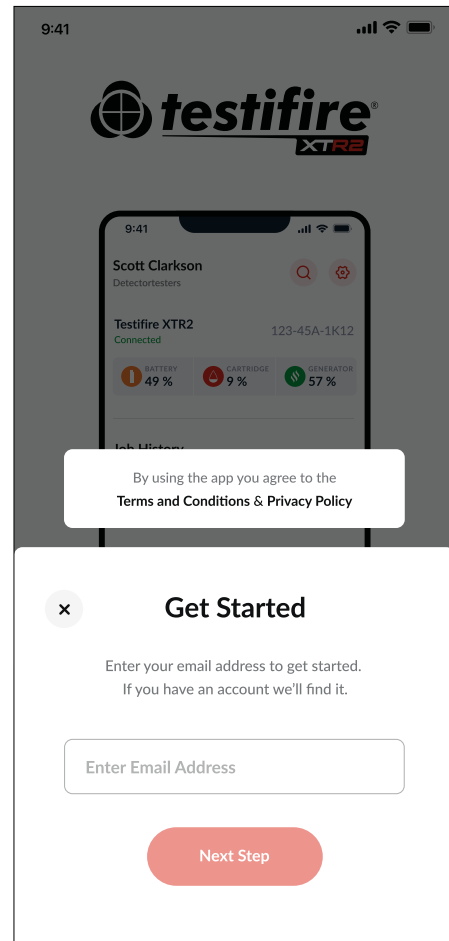 9:41
testifire®
XTR2
9:41
Scott Clarkson
Detectortesters
Testifire XTR2
123-45A-1K12
Connected
BATTERY
49 %
CARTRIDGE
9 %
GENERATOR
57 %
Job History
By using the app you agree to the
Terms and Conditions & Privacy Policy
Get Started
Enter your email address to get started.
If you have an account we’ll find it.
Enter Email Address
Next Step